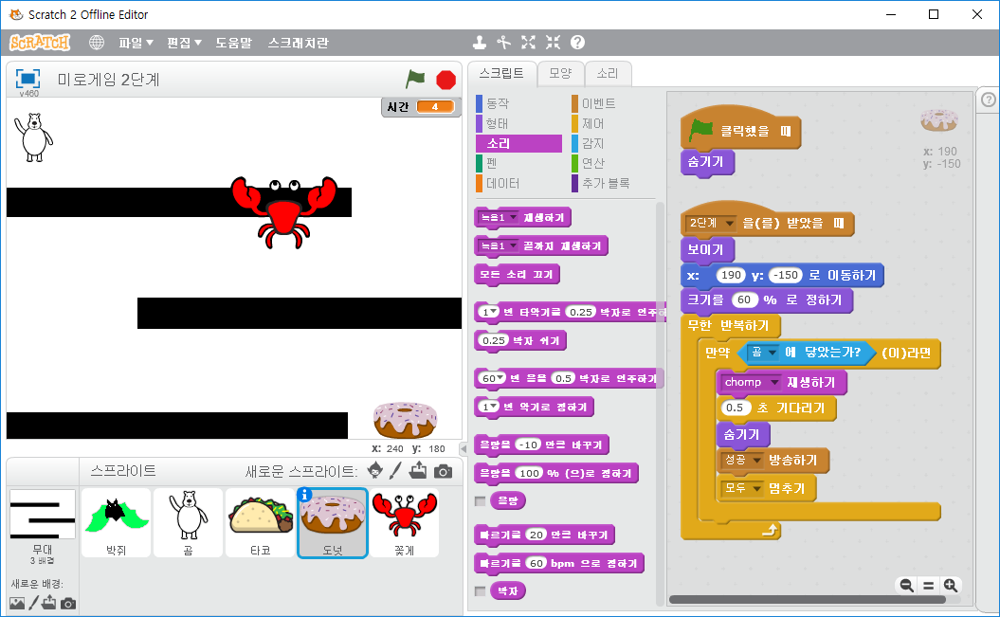 Scratch 2 Offline Editor
SCRATCH 파일 편집 도움말 스크래치란
v460
미로게임 2단계
시간 4
x: 240 y: 180
스프라이트 새로운 스프라이트:
무대
3 배경
새로운 배경:
박쥐 곰 타코 도넛 꽃게
스크립트 모양 소리
동작 이벤트
형태 제어
소리 감지
펜 연산
데이터 추가 블록
녹음1 재생하기
녹음1 끝까지 재생하기
모든 소리 끄기
1 번 타악기를 0.25 박자로 연주하
0.25 박자 쉬기
60 번 음을 0.5 박자로 연주하기
1 번 악기로 정하기
음량을 -10 만큼 바꾸기
음량을 100 % (으)로 정하기
음량
빠르기를 20 만큼 바꾸기
빠르기를 60 bpm 으로 정하기
박자
클릭했을 때
숨기기
2단계 을(를) 받았을 때
보이기
x: 190 y: -150 로 이동하기
크기를 60 % 로 정하기
무한 반복하기
만약 곰 에 닿았는가? (이)라면
chomp 재생하기
0.5 초 기다리기
숨기기
성공 방송하기
모두 멈추기
x: 190
y: -150